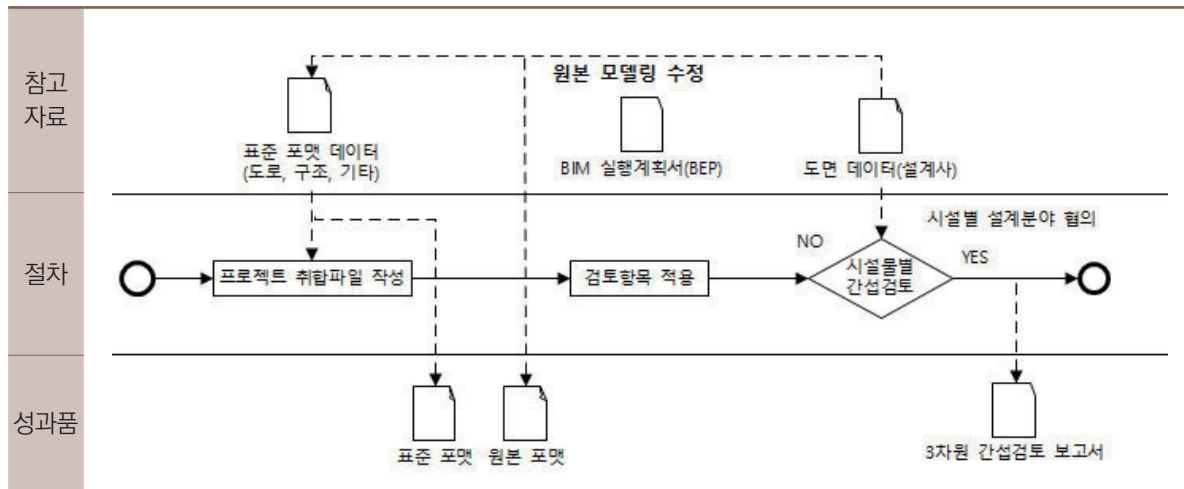 참고
자료
원본 모델링 수정
표준 포맷 데이터
(도로, 구조, 기타)
BIM 실행계획서(BEP)
도면 데이터(설계사)
절차
시설별 설계분야 협의
NO
YES
프로젝트 취합파일 작성
검토항목 적용
시설물별
간섭검토
성과품
표준 포맷
원본 포맷
3차원 간섭검토 보고서